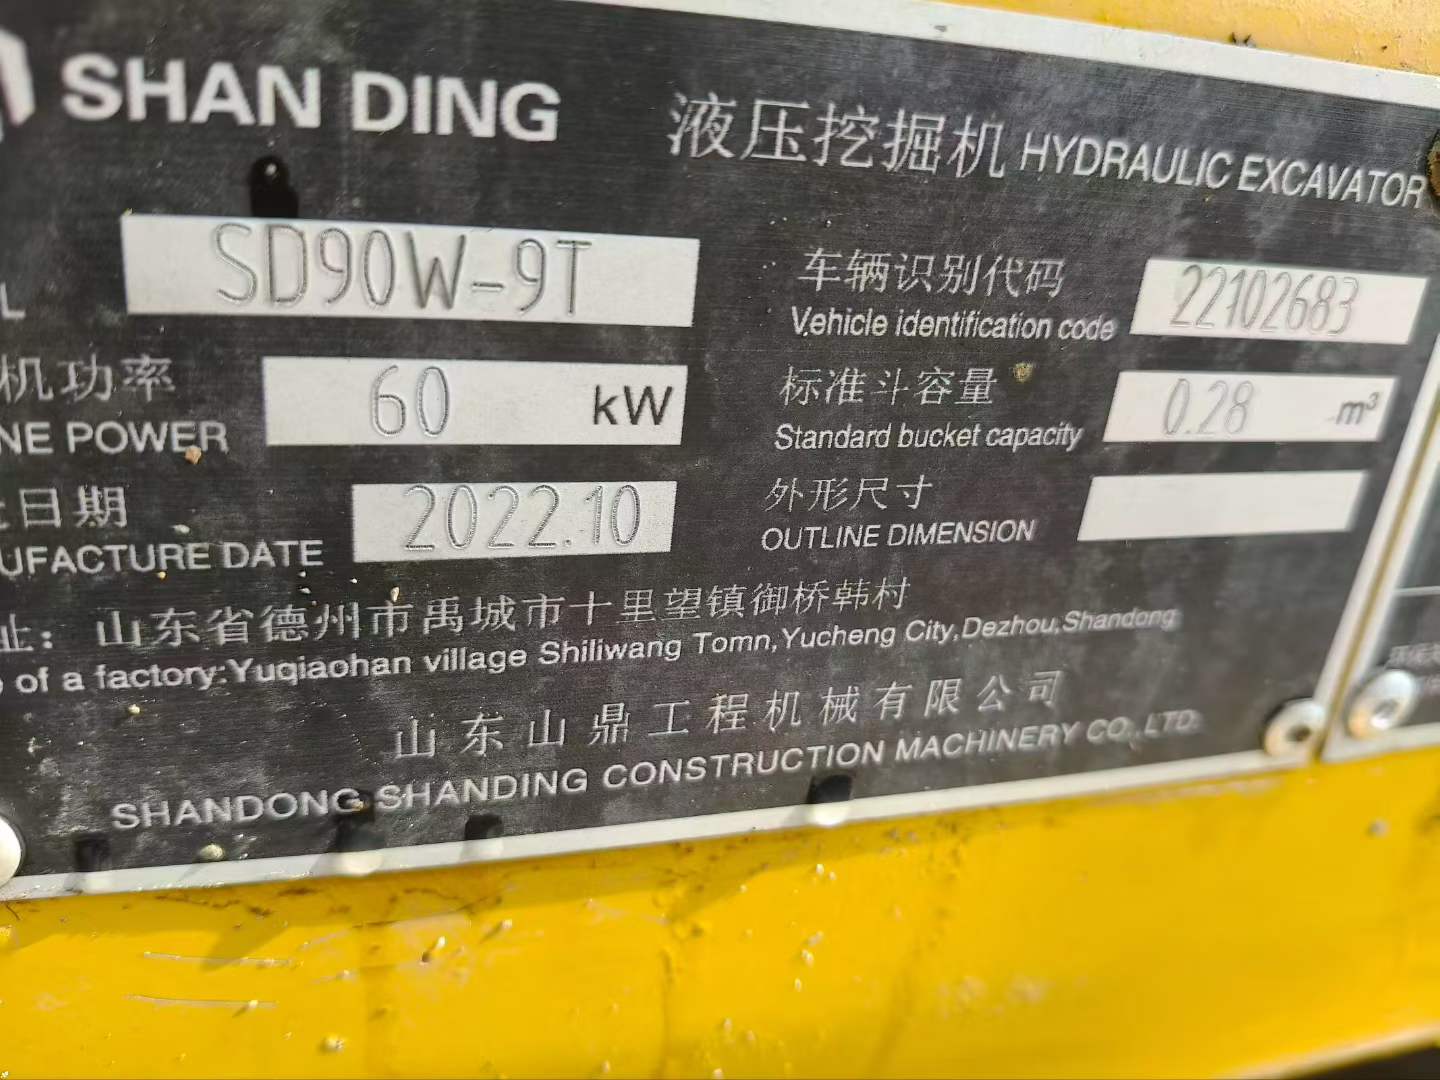 SHAN DING
液压挖掘机 HYDRAULIC EXCAVATOR
L SD90W-9T
车辆识别代码 22102683
Vehicle identification code
机功率 60 kW
NE POWER
标准斗容量 0.28 m³
Standard bucket capacity
日期 2022.10
UFACTURE DATE
外形尺寸
OUTLINE DIMENSION
址：山东省德州市禹城市十里望镇御桥韩村
of a factory:Yuqiaohan village Shiliwang Tomn,Yucheng City,Dezhou,Shandong
山东山鼎工程机械有限公司
SHANDONG SHANDING CONSTRUCTION MACHINERY CO.,LTD.